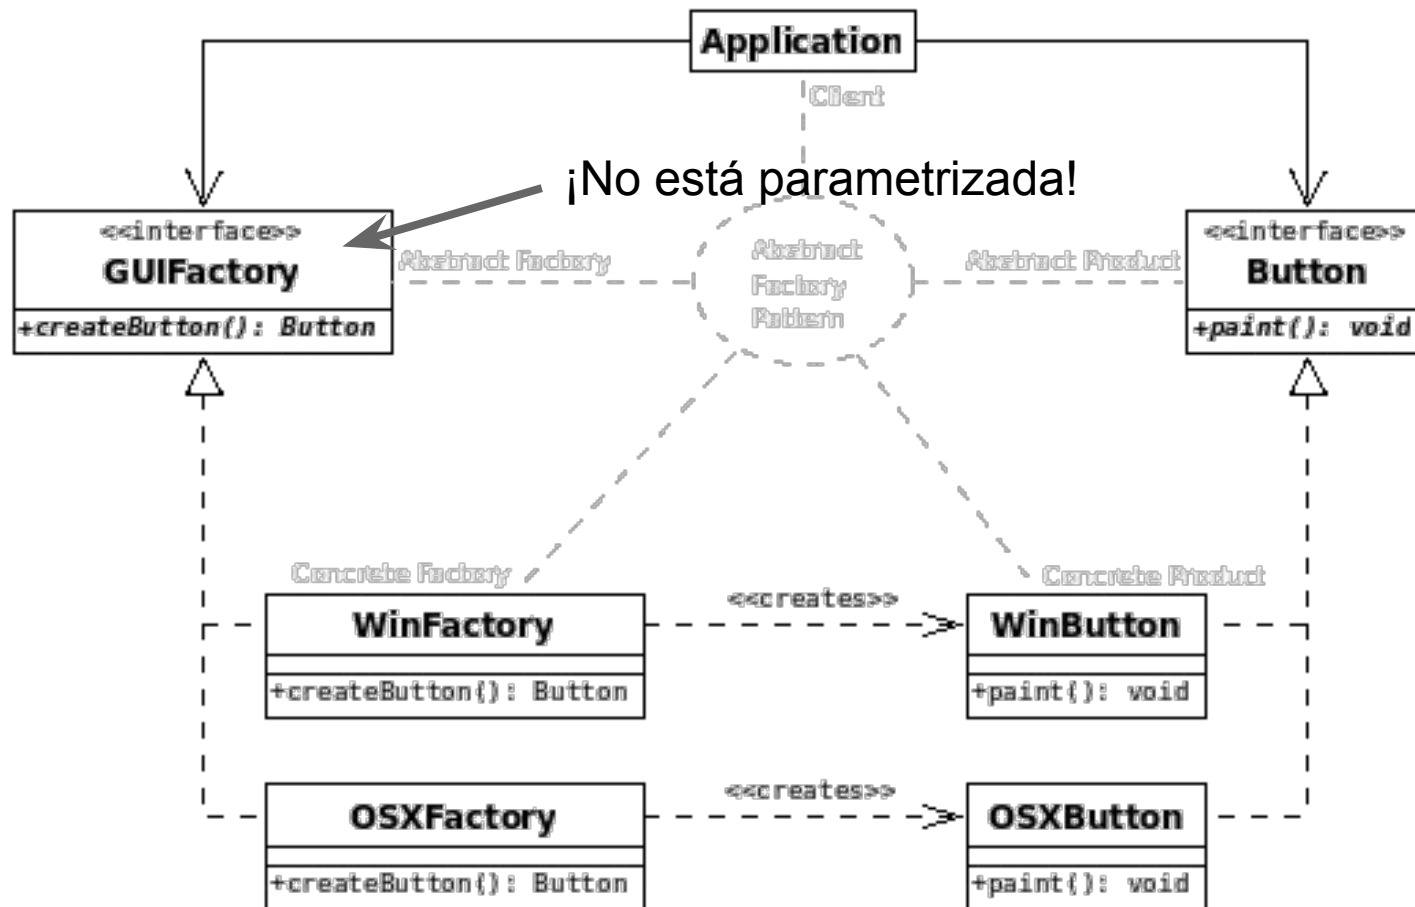 Application
Client
¡No está parametrizada!
<<interface>>
GUIFactory
+createButton(): Button
Abstract Factory
Abstract
Factory
Pattern
Abstract Product
<<interface>>
Button
+paint(): void
Concrete Factory
WinFactory
+createButton(): Button
<<creates>>
Concrete Product
WinButton
+paint(): void
OSXFactory
+createButton(): Button
<<creates>>
OSXButton
+paint(): void